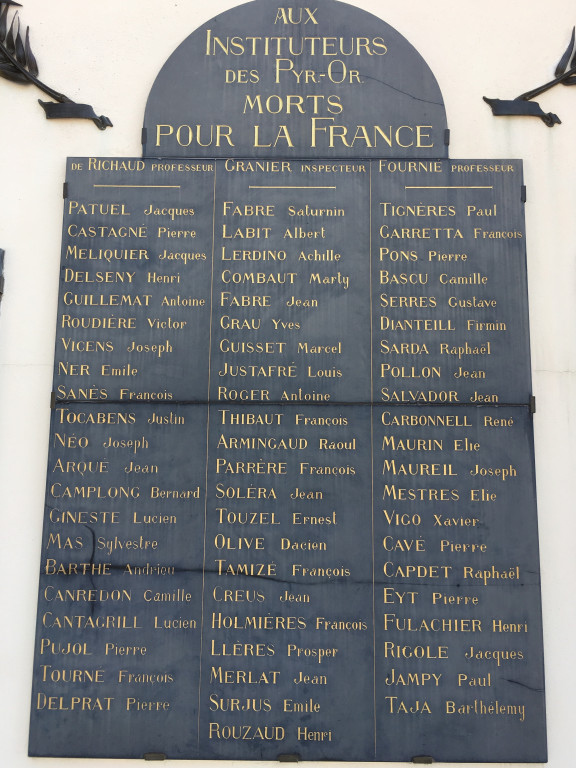 AUX
INSTITUTEURS
DES PYR-OR
MORTS
POUR LA FRANCE
DE RICHAUD PROFESSEUR
PATUEL Jacques
CASTAGNÉ Pierre
MELIQUIER Jacques
DELSENY Henri
GUILLEMAT Antoine
ROUDIÈRE Victor
VICENS Joseph
NER Emile
SANÈS François
TOCABENS Justin
NÉO Joseph
ARQUÉ Jean
CAMPLONG Bernard
GINESTE Lucien
MAS Sylvestre
BARTHE Andrieu
CANREDON Camille
CANTAGRILL Lucien
PUJOL Pierre
TOURNÉ François
DELPRAT Pierre
GRANIER INSPECTEUR
FABRE Saturnin
LABIT Albert
LERDINO Achille
COMBAUT Marty
FABRE Jean
GRAU Yves
GUISSET Marcel
JUSTAFRÉ Louis
ROGER Antoine
THIBAUT François
ARMINGAUD Raoul
PARRÈRE François
SOLÉRA Jean
TOUZEL Ernest
OLIVE Dacien
TAMIZÉ François
CREUS Jean
HOLMIÈRES François
LLÈRES Prosper
MERLAT Jean
SURJUS Emile
ROUZAUD Henri
FOURNIÉ PROFESSEUR
TIGNÈRES Paul
GARRETTA François
PONS Pierre
BASCU Camille
SERRES Gustave
DIANTEILL Firmin
SARDA Raphaël
POLLON Jean
SALVADOR Jean
CARBONNELL René
MAURIN Elie
MAUREIL Joseph
MESTRES Elie
VIGO Xavier
CAVÉ Pierre
CAPDET Raphaël
EYT Pierre
FULACHIER Henri
RIGOLE Jacques
JAMPY Paul
TAJA Barthélemy